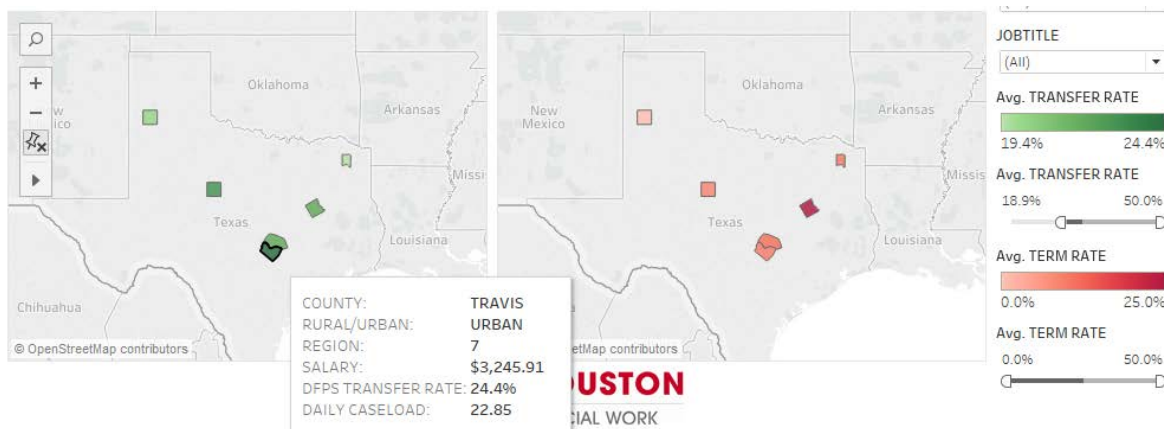 Oklahoma
Arkansas
w
ico
Missi
Texas
Louisiana
Chihuahua
© OpenStreetMap contributors
New
Mexico
Oklahoma
Arkansas
Missis
Texas
Louisiana
etMap contributors
COUNTY: TRAVIS
RURAL/URBAN: URBAN
REGION: 7
SALARY: $3,245.91
DFPS TRANSFER RATE: 24.4%
DAILY CASELOAD: 22.85
OUSTON
CIAL WORK
JOBTITLE
(All)
Avg. TRANSFER RATE
19.4% 24.4%
Avg. TRANSFER RATE
18.9% 50.0%
Avg. TERM RATE
0.0% 25.0%
Avg. TERM RATE
0.0% 50.0%